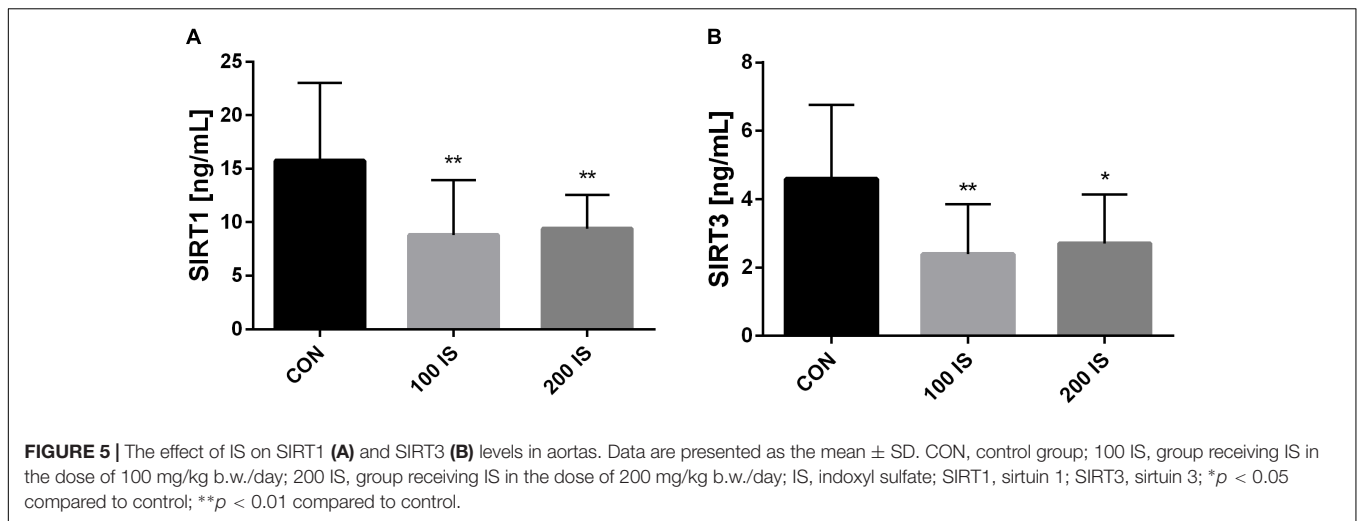 A
SIRT1 [ng/mL]
25
20
15
10
5
0
**
**
CON
100 IS
200 IS
B
SIRT3 [ng/mL]
8
6
4
2
0
**
*
CON
100 IS
200 IS
FIGURE 5 | The effect of IS on SIRT1 (A) and SIRT3 (B) levels in aortas. Data are presented as the mean ± SD. CON, control group; 100 IS, group receiving IS in
the dose of 100 mg/kg b.w./day; 200 IS, group receiving IS in the dose of 200 mg/kg b.w./day; IS, indoxyl sulfate; SIRT1, sirtuin 1; SIRT3, sirtuin 3; *p < 0.05
compared to control; **p < 0.01 compared to control.